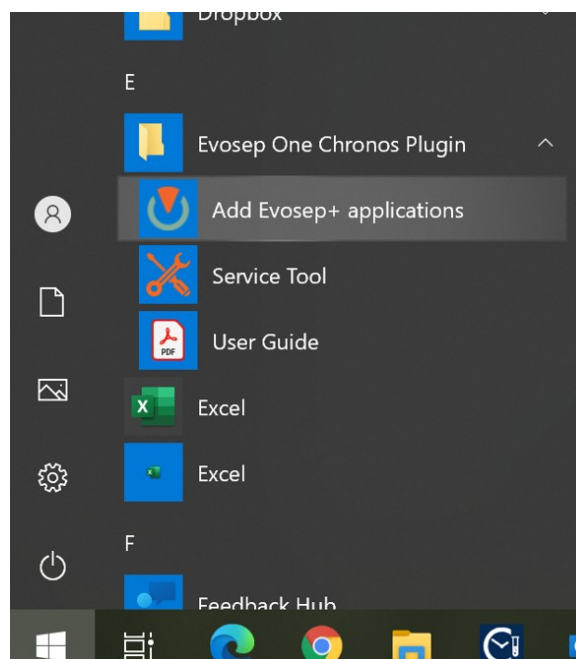 Dropbox
E
Evosep One Chronos Plugin
Add Evosep+ applications
Service Tool
PDF
User Guide
X
Excel
Excel
F
Feedback Hub